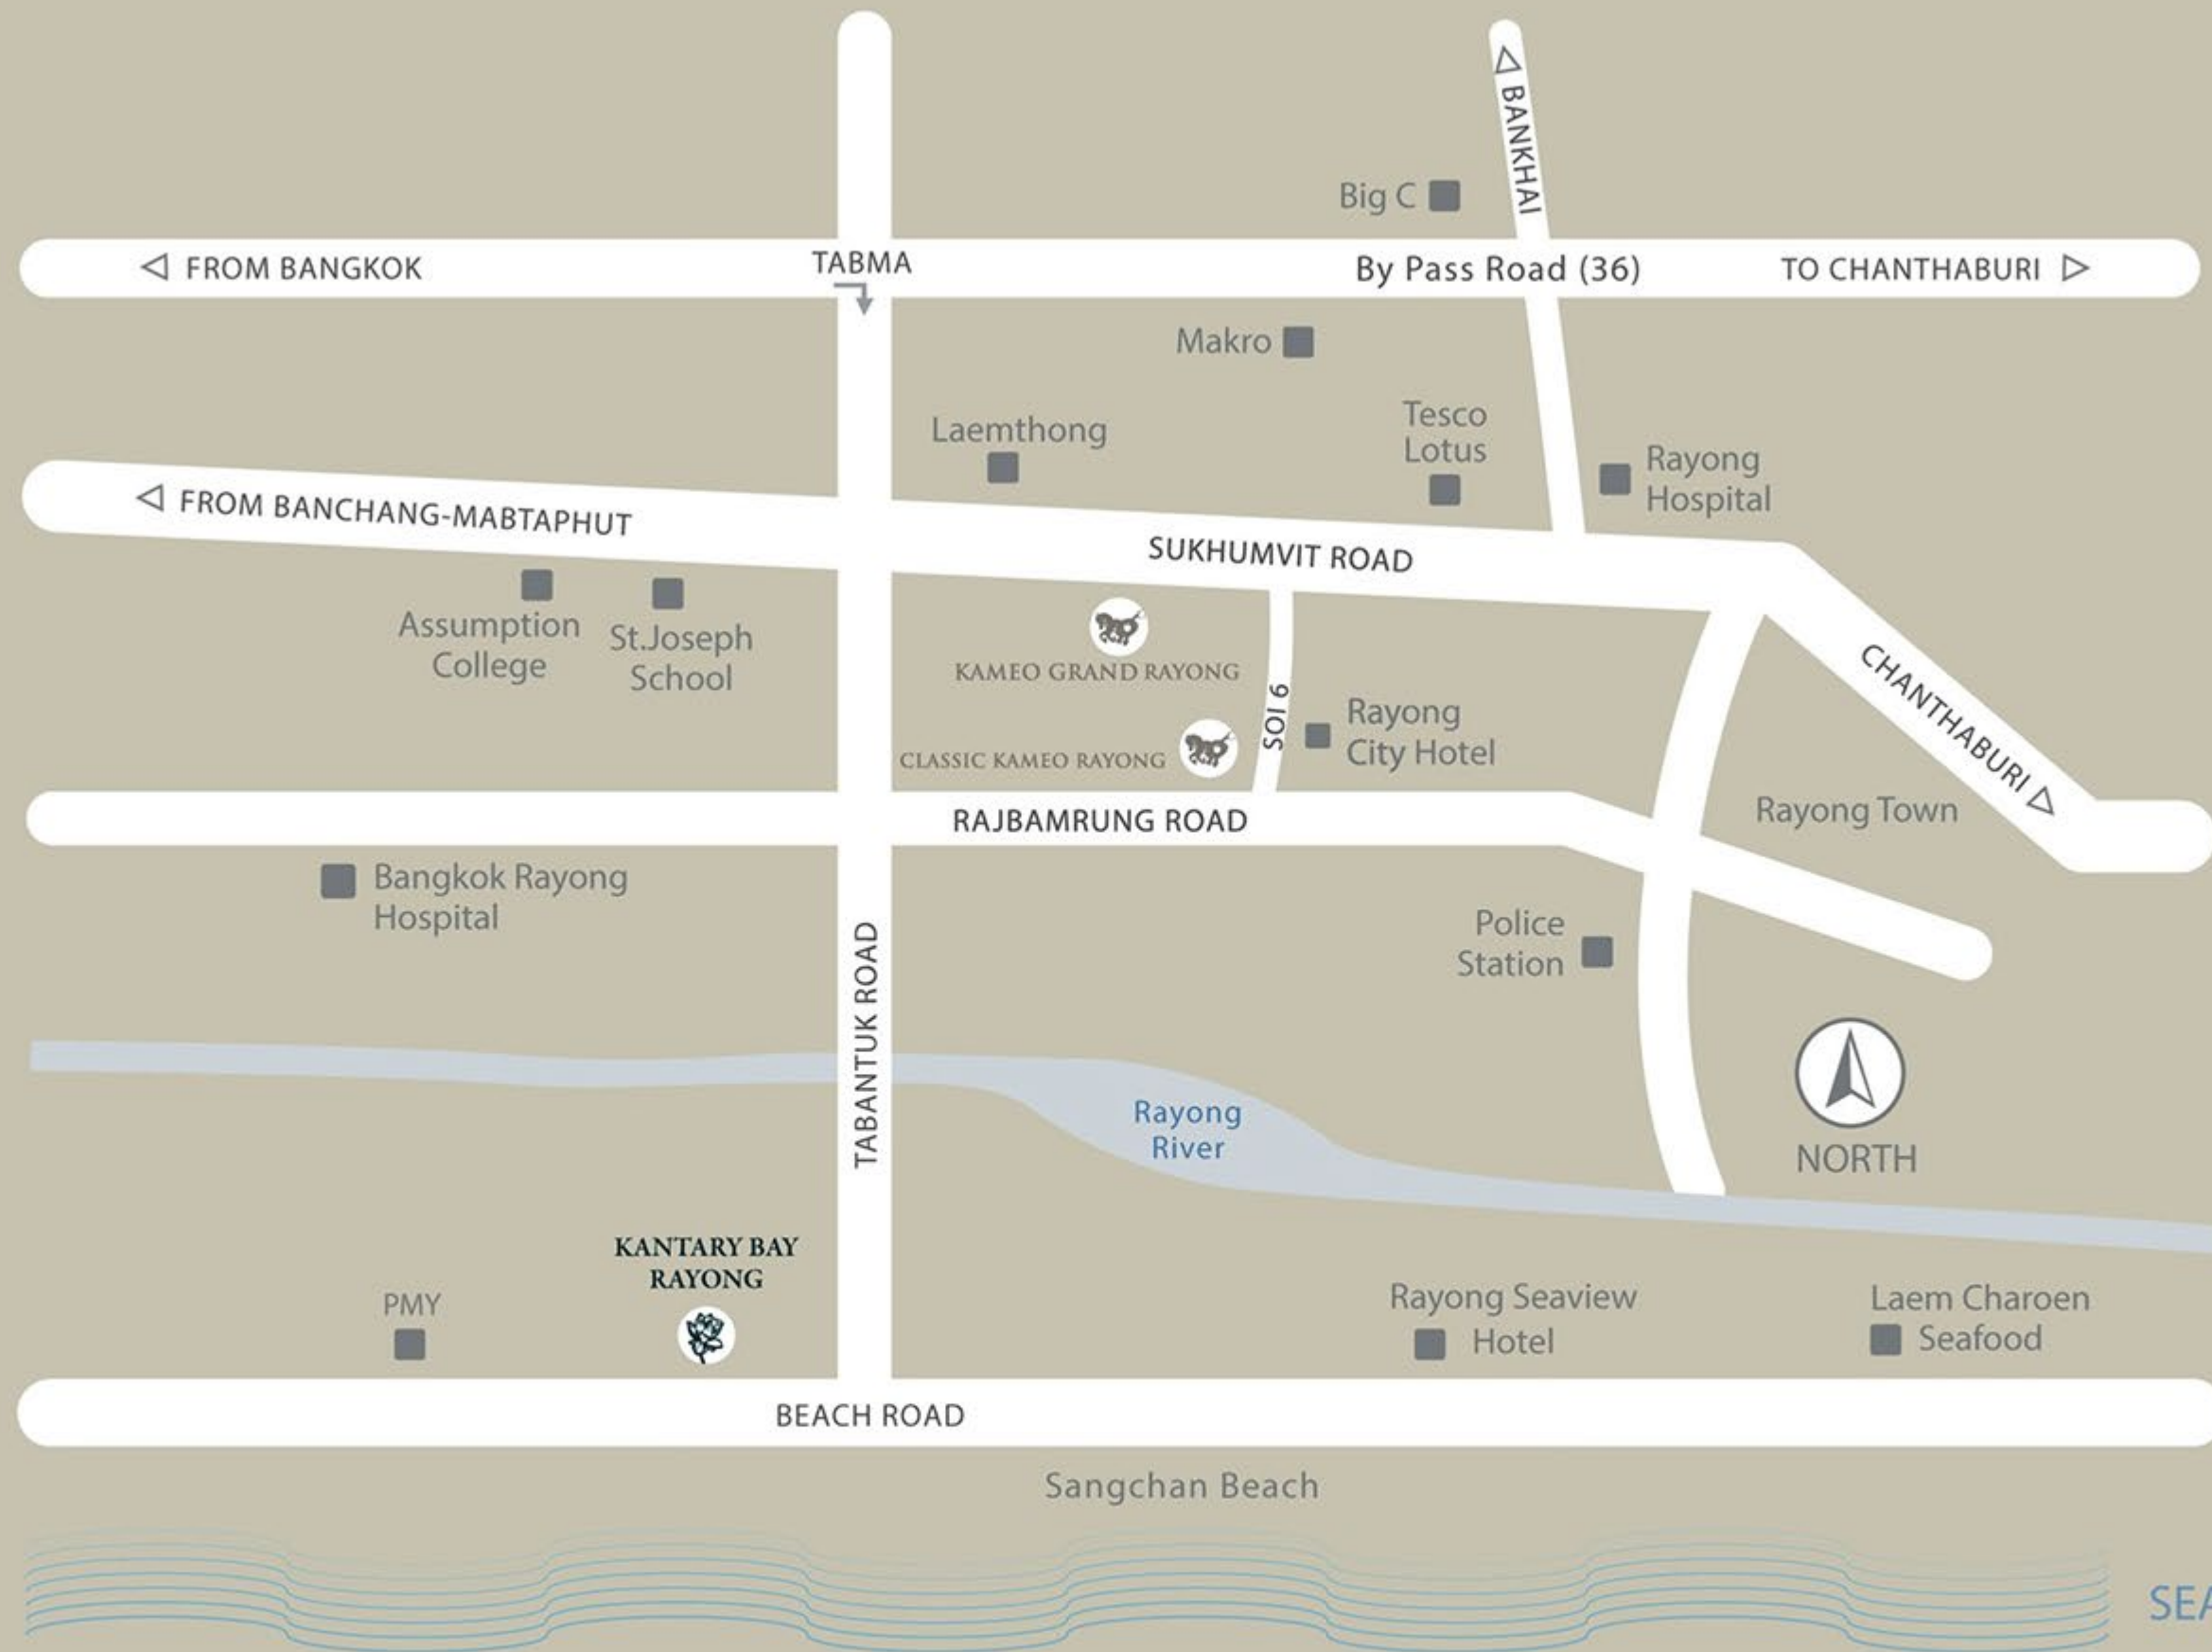 BANKHAI
Big C
FROM BANGKOK
TABMA
By Pass Road (36)
TO CHANTHABURI
Makro
Laemthong
Tesco
Lotus
Rayong
Hospital
FROM BANCHANG-MABTAPHUT
SUKHUMVIT ROAD
Assumption
College
St.Joseph
School
KAMEO GRAND RAYONG
CLASSIC KAMEO RAYONG
SOI 6
Rayong
City Hotel
CHANTHABURI
Rayong Town
RAJBAMRUNG ROAD
Bangkok Rayong
Hospital
Police
Station
TABANTUK ROAD
Rayong
River
NORTH
KANTARY BAY
RAYONG
PMY
Rayong Seaview
Hotel
Laem Charoen
Seafood
BEACH ROAD
Sangchan Beach
SEA